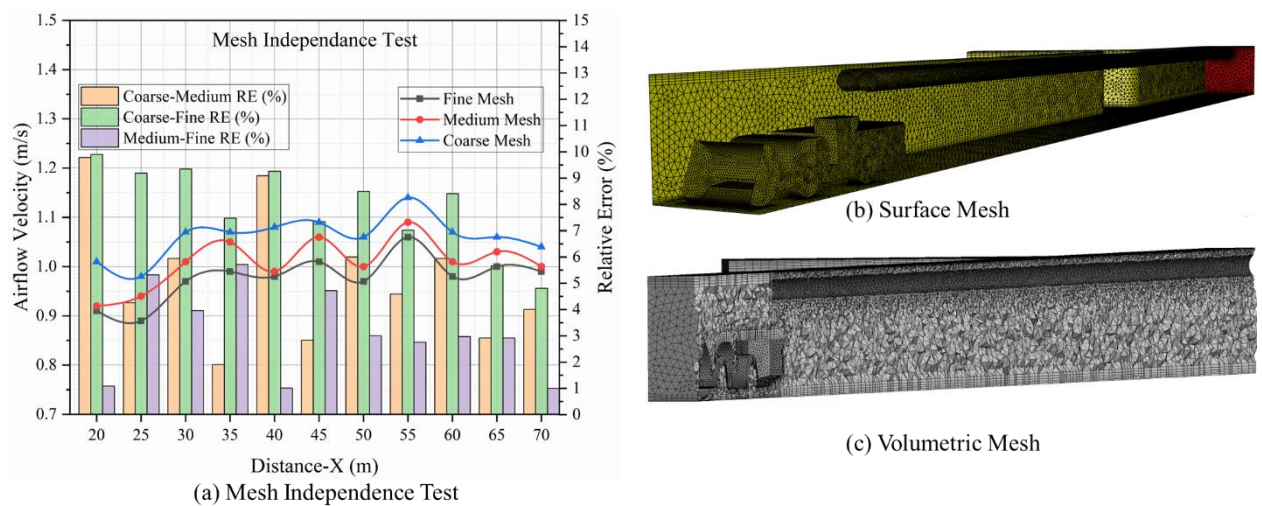 Mesh Independance Test
Coarse-Medium RE (%)
Coarse-Fine RE (%)
Medium-Fine RE (%)
Fine Mesh
Medium Mesh
Coarse Mesh
Airflow Velocity (m/s)
1.5
1.4
1.3
1.2
1.1
1.0
0.9
0.8
0.7
Relative Error (%)
15
14
13
12
11
10
9
8
7
6
5
4
3
2
1
0
20 25 30 35 40 45 50 55 60 65 70
Distance-X (m)
(a) Mesh Independence Test
(b) Surface Mesh
(c) Volumetric Mesh